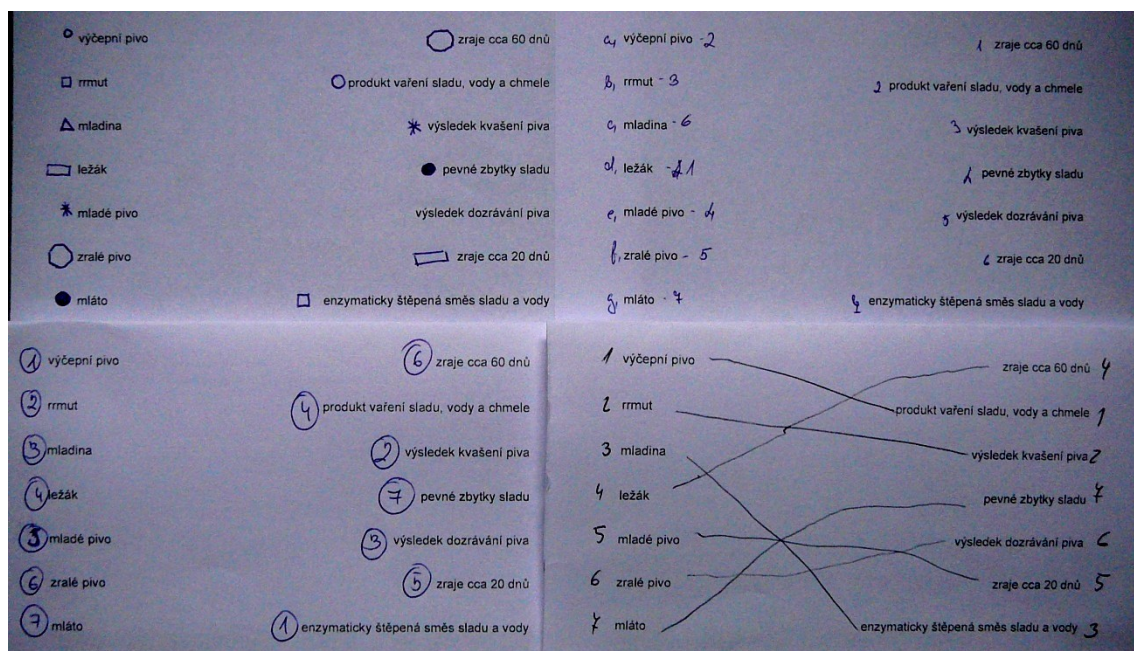 výčepní pivo
zraje cca 60 dnů
rrmut
produkt vaření sladu, vody a chmele
mladina
výsledek kvašení piva
ležák
pevné zbytky sladu
mladé pivo
výsledek dozrávání piva
zralé pivo
zraje cca 20 dnů
mláto
enzymaticky štěpená směs sladu a vody
a, výčepní pivo - 2
1 zraje cca 60 dnů
b, rrmut - 3
2 produkt vaření sladu, vody a chmele
c, mladina - 6
3 výsledek kvašení piva
d, ležák - 1
4 pevné zbytky sladu
e, mladé pivo - 4
5 výsledek dozrávání piva
f, zralé pivo - 5
6 zraje cca 20 dnů
g, mláto - 7
7 enzymaticky štěpená směs sladu a vody
1 výčepní pivo
6 zraje cca 60 dnů
2 rrmut
4 produkt vaření sladu, vody a chmele
3 mladina
2 výsledek kvašení piva
4 ležák
7 pevné zbytky sladu
5 mladé pivo
3 výsledek dozrávání piva
6 zralé pivo
5 zraje cca 20 dnů
7 mláto
1 enzymaticky štěpená směs sladu a vody
1 výčepní pivo
zraje cca 60 dnů 4
2 rrmut
produkt vaření sladu, vody a chmele 1
3 mladina
výsledek kvašení piva 2
4 ležák
pevné zbytky sladu 7
5 mladé pivo
výsledek dozrávání piva 6
6 zralé pivo
zraje cca 20 dnů 5
7 mláto
enzymaticky štěpená směs sladu a vody 3